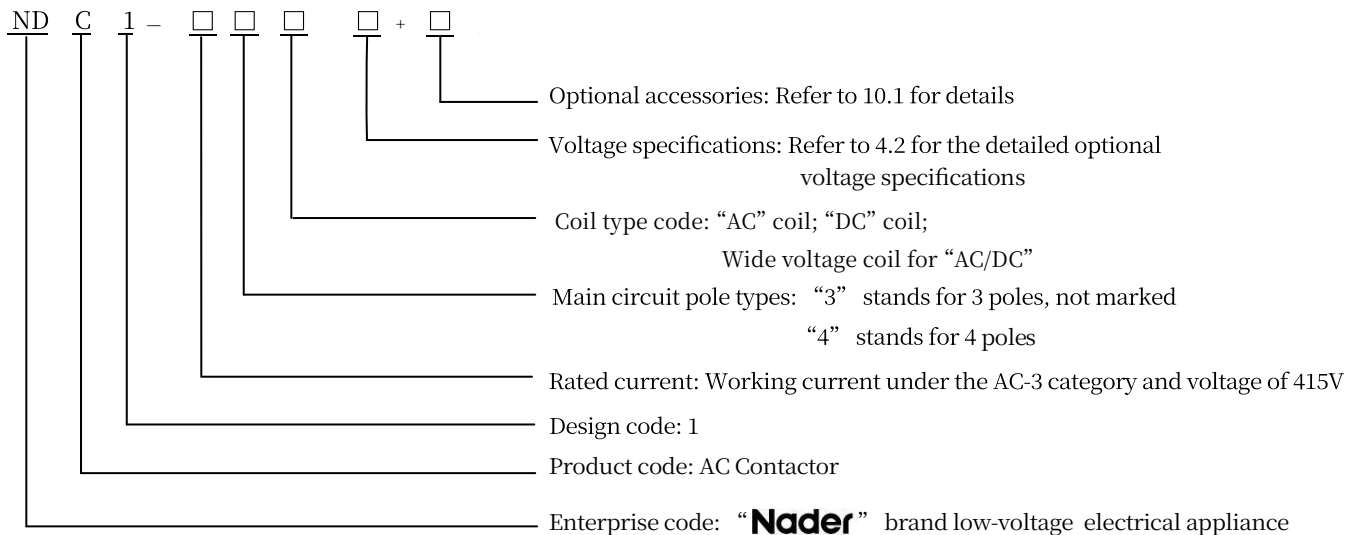 ND C 1 – □ □ □ □ + □
Optional accessories: Refer to 10.1 for details
Voltage specifications: Refer to 4.2 for the detailed optional
voltage specifications
Coil type code: “AC” coil; “DC” coil;
Wide voltage coil for “AC/DC”
Main circuit pole types: “3” stands for 3 poles, not marked
“4” stands for 4 poles
Rated current: Working current under the AC-3 category and voltage of 415V
Design code: 1
Product code: AC Contactor
Enterprise code: “Nader” brand low-voltage electrical appliance